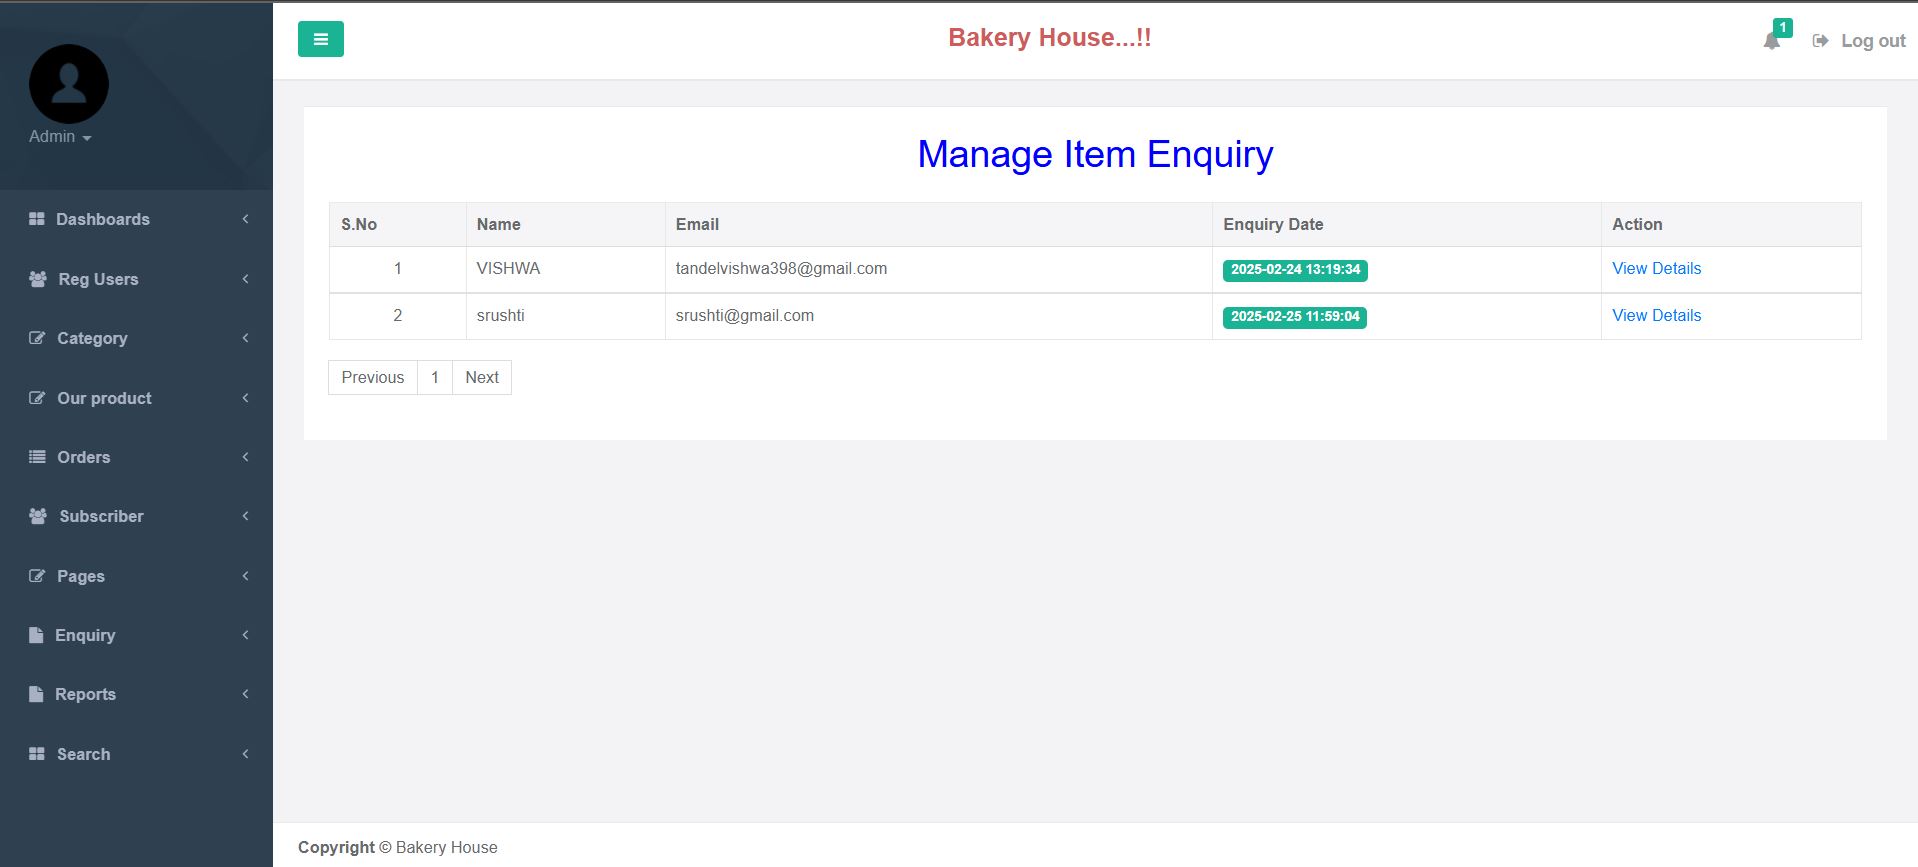 Bakery House...!!
1
Log out
Admin
Dashboards
Reg Users
Category
Our product
Orders
Subscriber
Pages
Enquiry
Reports
Search
Manage Item Enquiry
S.No Name Email Enquiry Date Action
1 VISHWA tandelvishwa398@gmail.com 2025-02-24 13:19:34 View Details
2 srushti srushti@gmail.com 2025-02-25 11:59:04 View Details
Previous 1 Next
Copyright © Bakery House